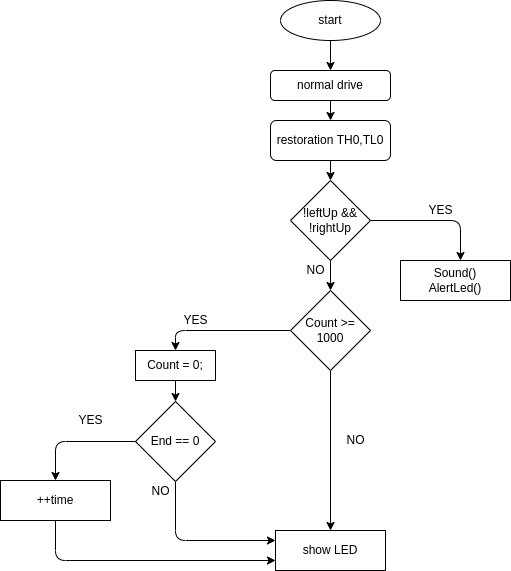 start
normal drive
restoration TH0,TL0
!leftUp &&
!rightUp
YES
Sound()
AlertLed()
NO
Count >=
1000
YES
Count = 0;
NO
End == 0
YES
NO
++time
show LED